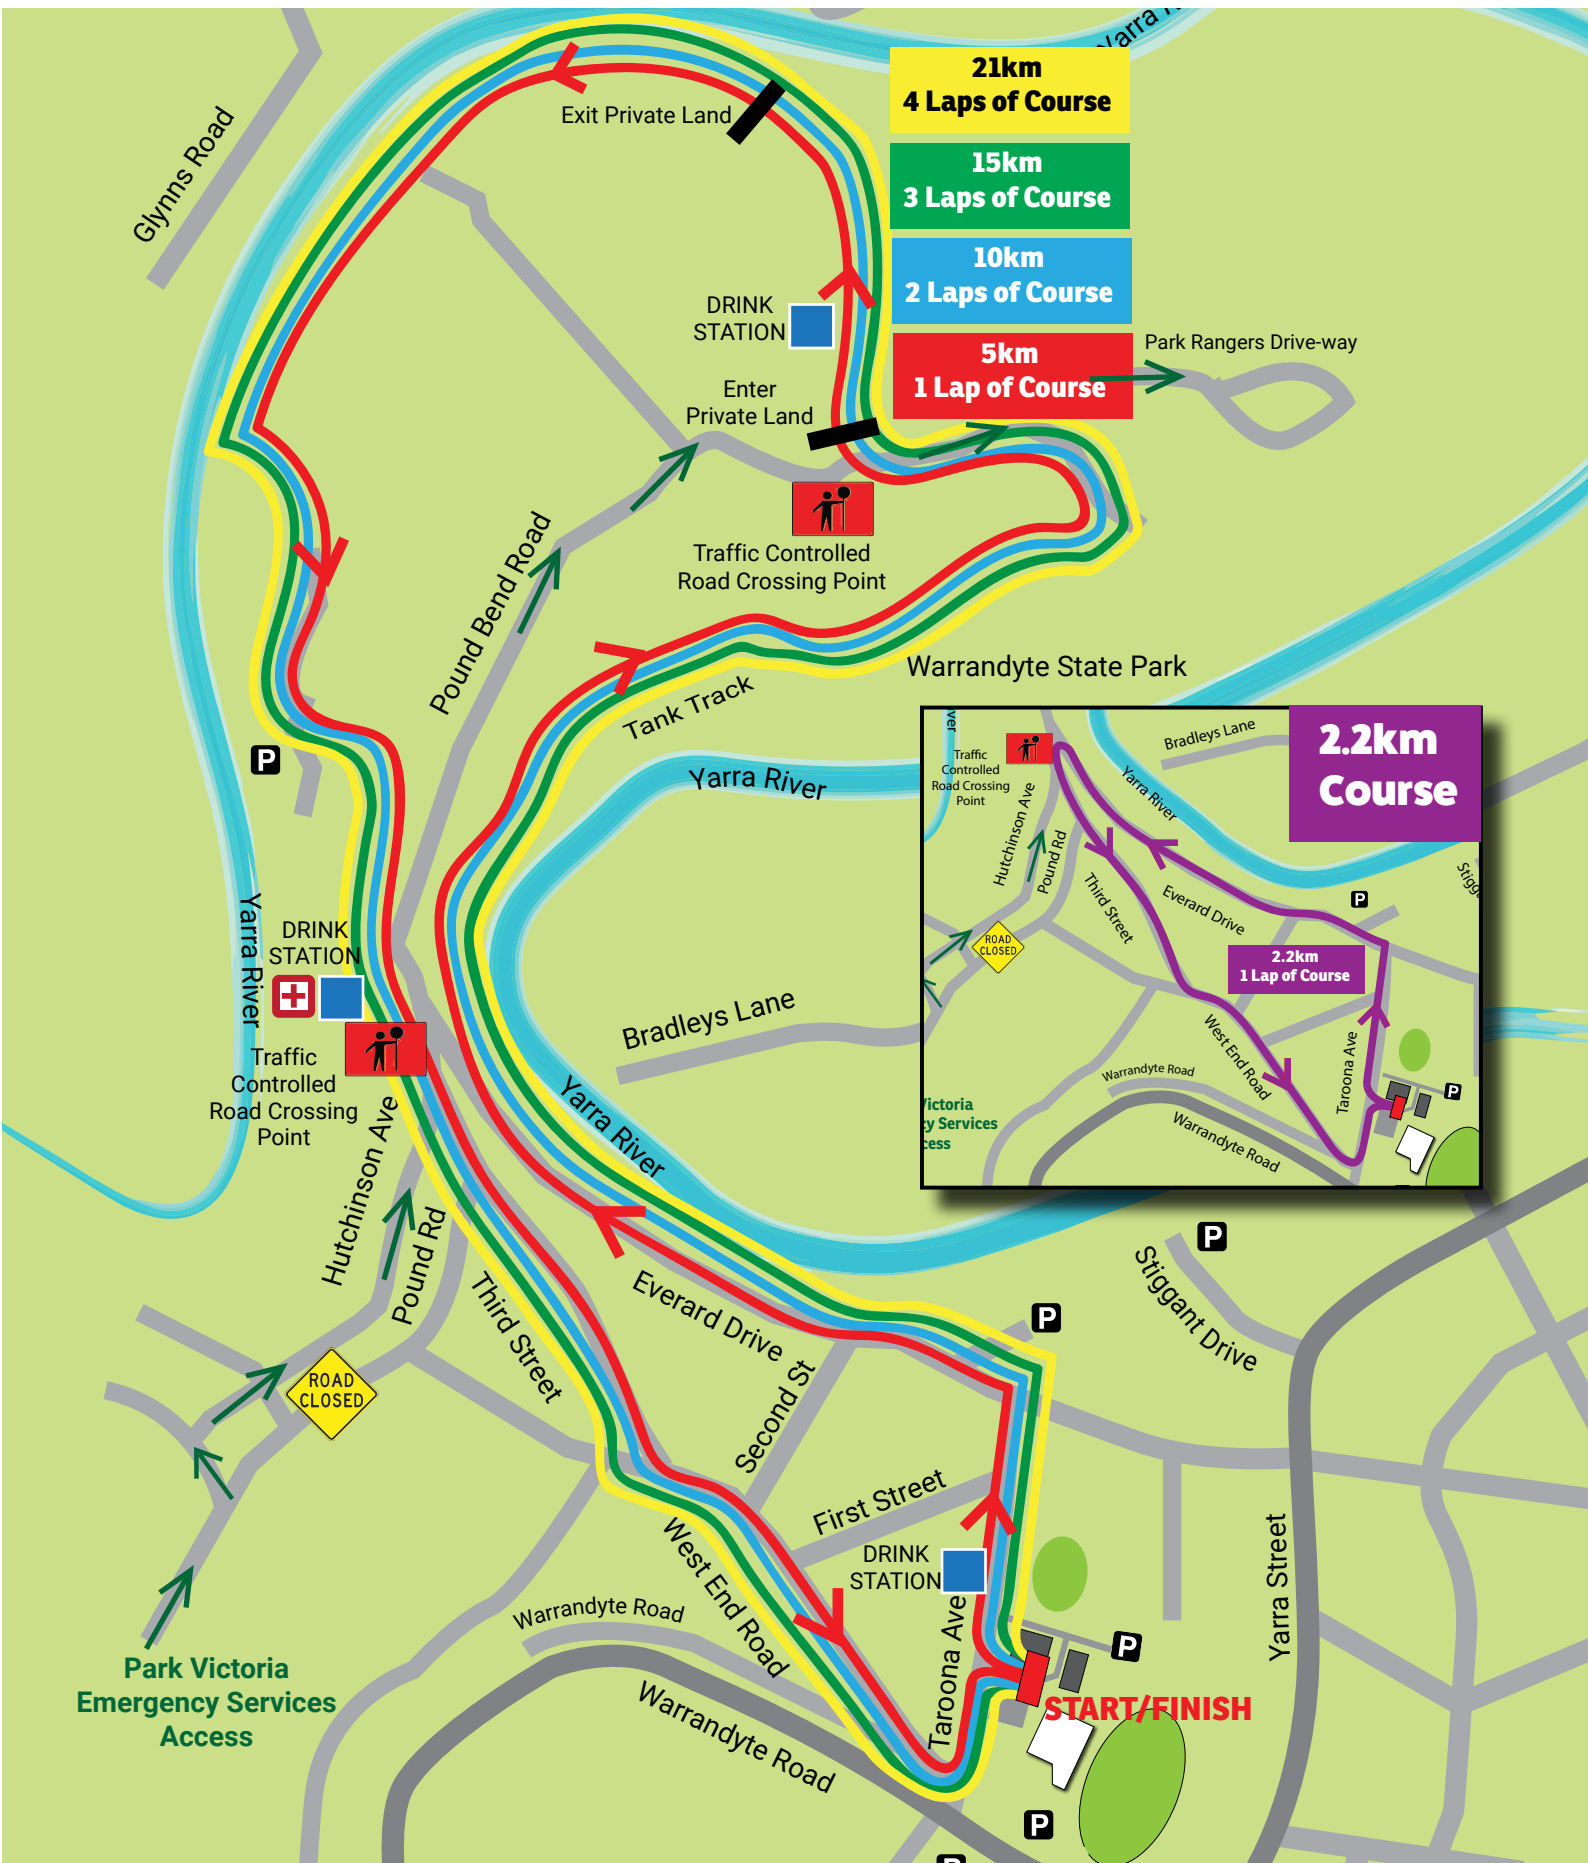 Yarra R
21km
4 Laps of Course
15km
3 Laps of Course
10km
2 Laps of Course
5km
1 Lap of Course
Exit Private Land
Glynns Road
DRINK
STATION
Enter
Private Land
Park Rangers Drive-way
Traffic Controlled
Road Crossing Point
Pound Bend Road
Warrandyte State Park
Tank Track
P
Yarra River
2.2km
Course
Bradleys Lane
ver
Traffic
Controlled
Road Crossing
Point
Yarra River
Hutchinson Ave
Pound Rd
Third Street
Everard Drive
P
Stigg
ROAD
CLOSED
2.2km
1 Lap of Course
West End Road
Taroona Ave
Warrandyte Road
Warrandyte Road
P
Victoria
cy Services
cess
Yarra River
DRINK
STATION
Bradleys Lane
Traffic
Controlled
Road Crossing
Point
Yarra River
Hutchinson Ave
Pound Rd
Third Street
Everard Drive
Second St
P
P
Stiggant Drive
ROAD
CLOSED
First Street
DRINK
STATION
West End Road
Warrandyte Road
Warrandyte Road
Taroona Ave
Yarra Street
P
START/FINISH
Park Victoria
Emergency Services
Access
P
P